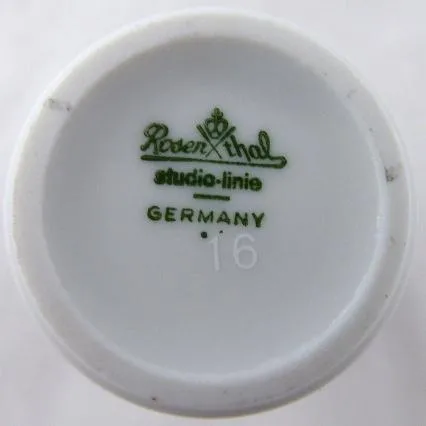 Rosenthal
studio-linie
GERMANY
16